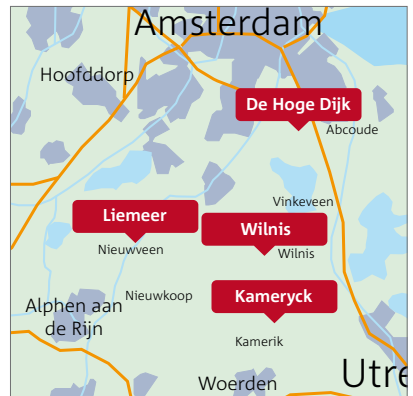 Amsterdam
Hoofddorp
De Hoge Dijk
Abcoude
Vinkeveen
Liemeer
Nieuwveen
Wilnis
Wilnis
Nieuwkoop
Kameryck
Alphen aan
de Rijn
Kamerik
Woerden
Utre